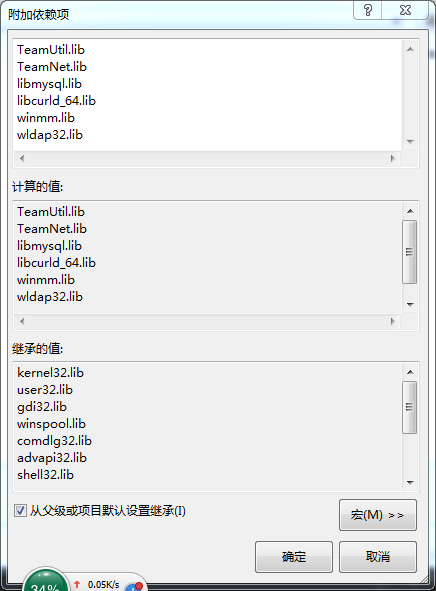 附加依赖项
TeamUtil.lib
TeamNet.lib
libmysql.lib
libcurld_64.lib
winmm.lib
wldap32.lib
计算的值:
TeamUtil.lib
TeamNet.lib
libmysql.lib
libcurld_64.lib
winmm.lib
wldap32.lib
继承的值:
kernel32.lib
user32.lib
gdi32.lib
winspool.lib
comdlg32.lib
advapi32.lib
shell32.lib
从父级或项目默认设置继承(I)
宏(M) >>
确定
取消
34%
0.05K/s